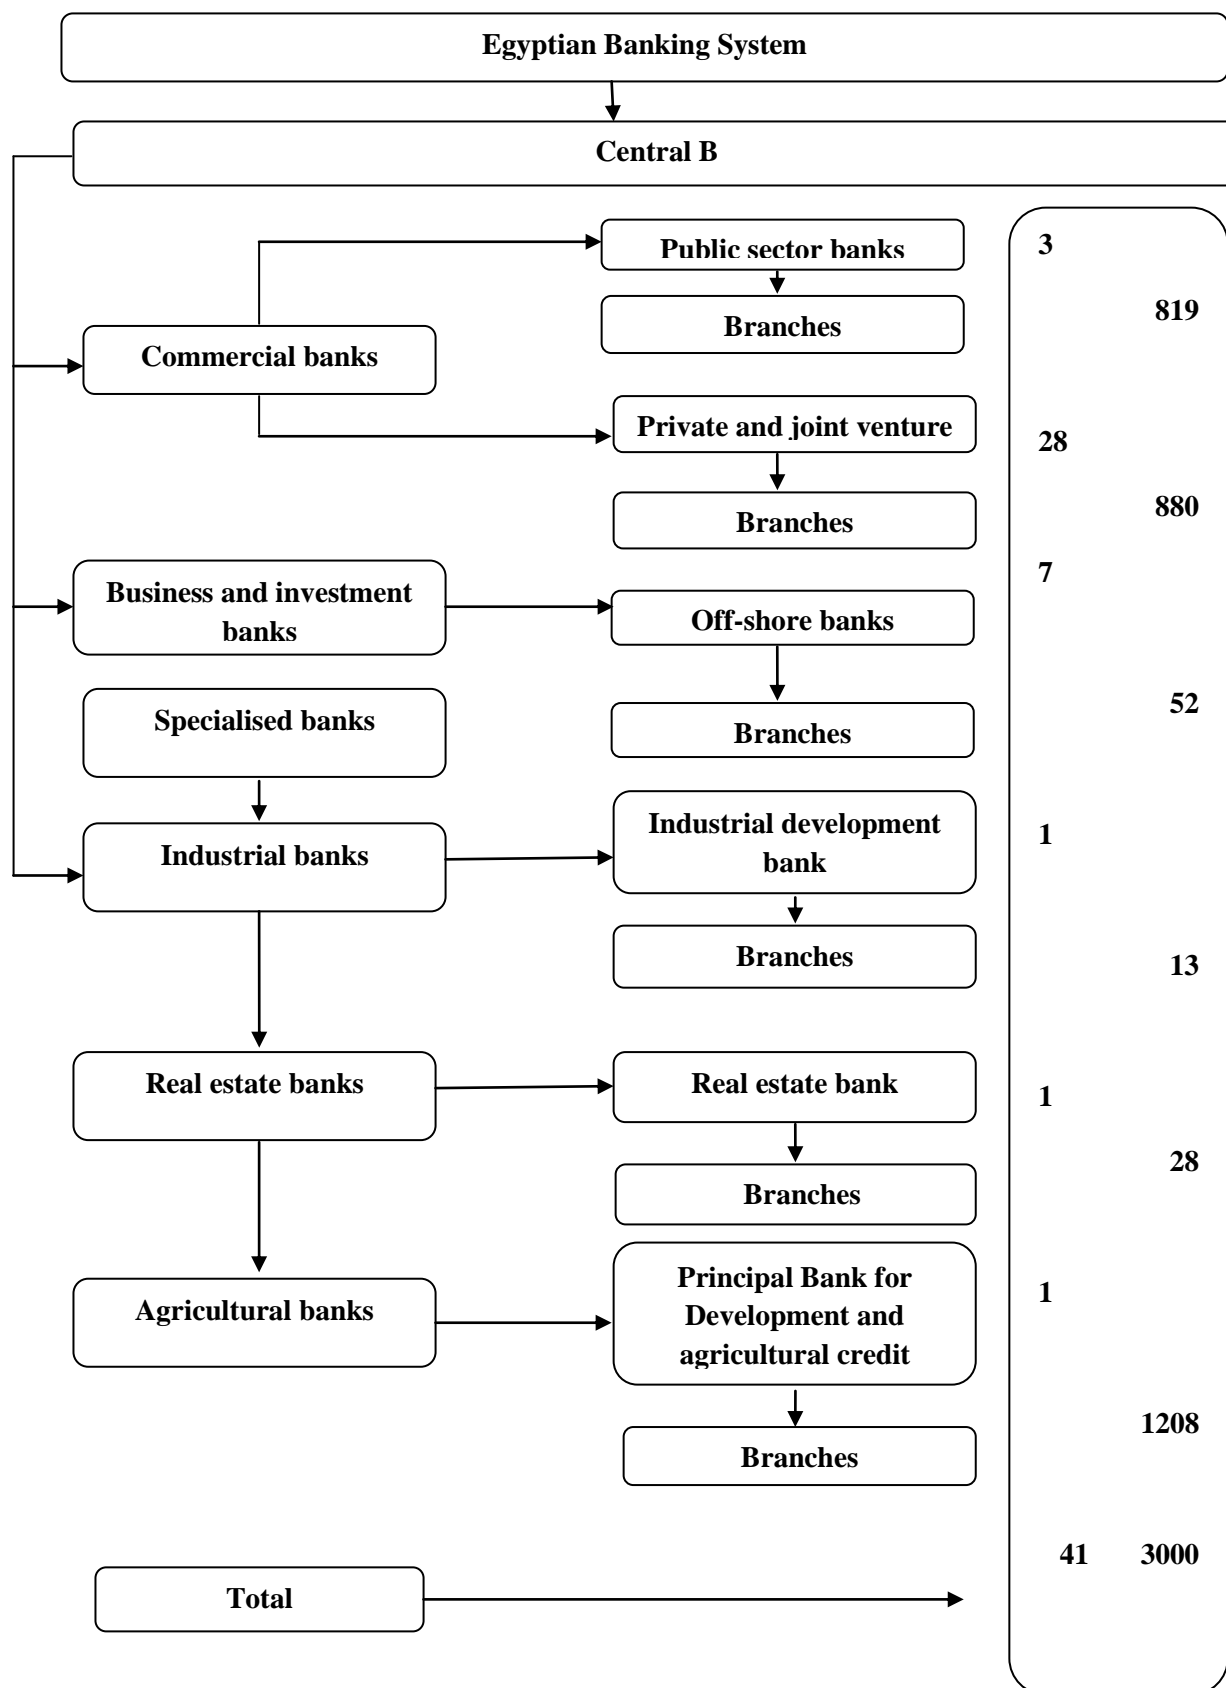 Egyptian Banking System
Central B
Public sector banks
3
Branches
819
Commercial banks
Private and joint venture
28
Branches
880
Business and investment
banks
Off-shore banks
7
Branches
52
Specialised banks
Industrial banks
Industrial development
bank
1
Branches
13
Real estate banks
Real estate bank
1
Branches
28
Agricultural banks
Principal Bank for
Development and
agricultural credit
1
Branches
1208
Total
41 3000